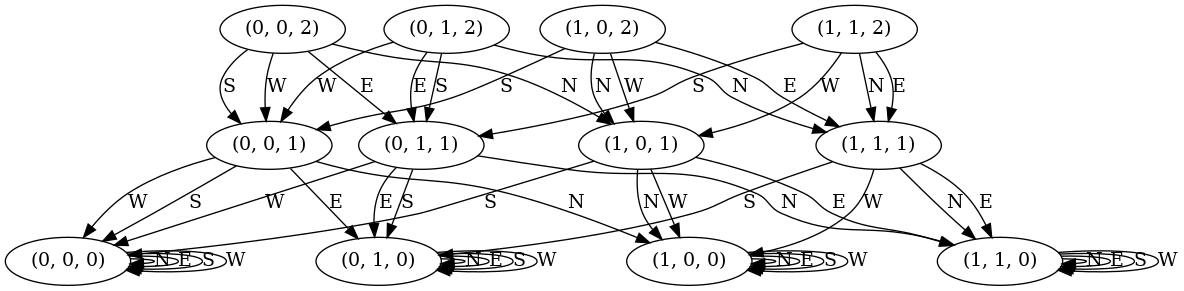 (0, 0, 2) (0, 1, 2) (1, 0, 2) (1, 1, 2)
S W W E E S S N N W E S N W N E
(0, 0, 1) (0, 1, 1) (1, 0, 1) (1, 1, 1)
W S W E E S S N N W N E S W N E
(0, 0, 0) N E S W (0, 1, 0) N E S W (1, 0, 0) N E S W (1, 1, 0) N E S W